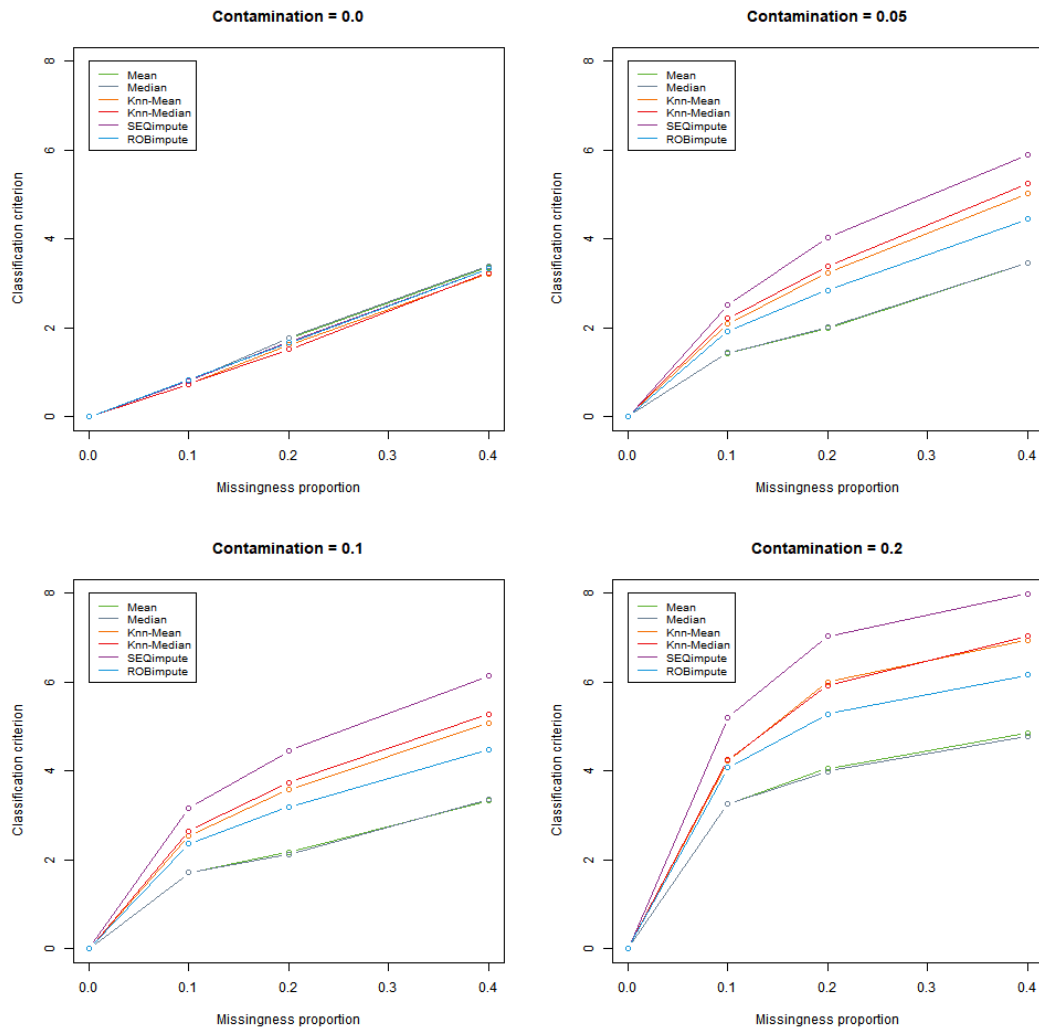 Contamination = 0.0
Classification criterion
8
6
4
2
0
Mean
Median
Knn-Mean
Knn-Median
SEQimpute
ROBimpute
0.0 0.1 0.2 0.3 0.4
Missingness proportion
Contamination = 0.05
Classification criterion
8
6
4
2
0
Mean
Median
Knn-Mean
Knn-Median
SEQimpute
ROBimpute
0.0 0.1 0.2 0.3 0.4
Missingness proportion
Contamination = 0.1
Classification criterion
8
6
4
2
0
Mean
Median
Knn-Mean
Knn-Median
SEQimpute
ROBimpute
0.0 0.1 0.2 0.3 0.4
Missingness proportion
Contamination = 0.2
Classification criterion
8
6
4
2
0
Mean
Median
Knn-Mean
Knn-Median
SEQimpute
ROBimpute
0.0 0.1 0.2 0.3 0.4
Missingness proportion